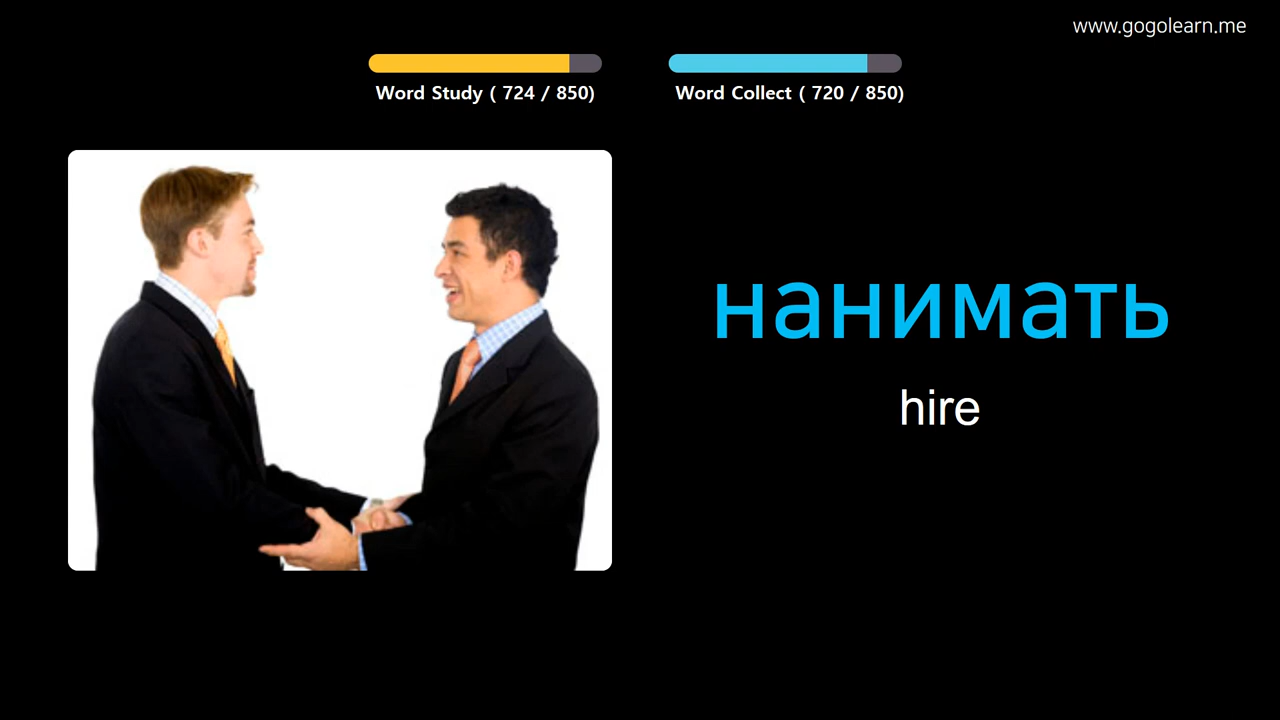 www.gogolearn.me
Word Study ( 724 / 850)
Word Collect ( 720 / 850)
нанимать
hire